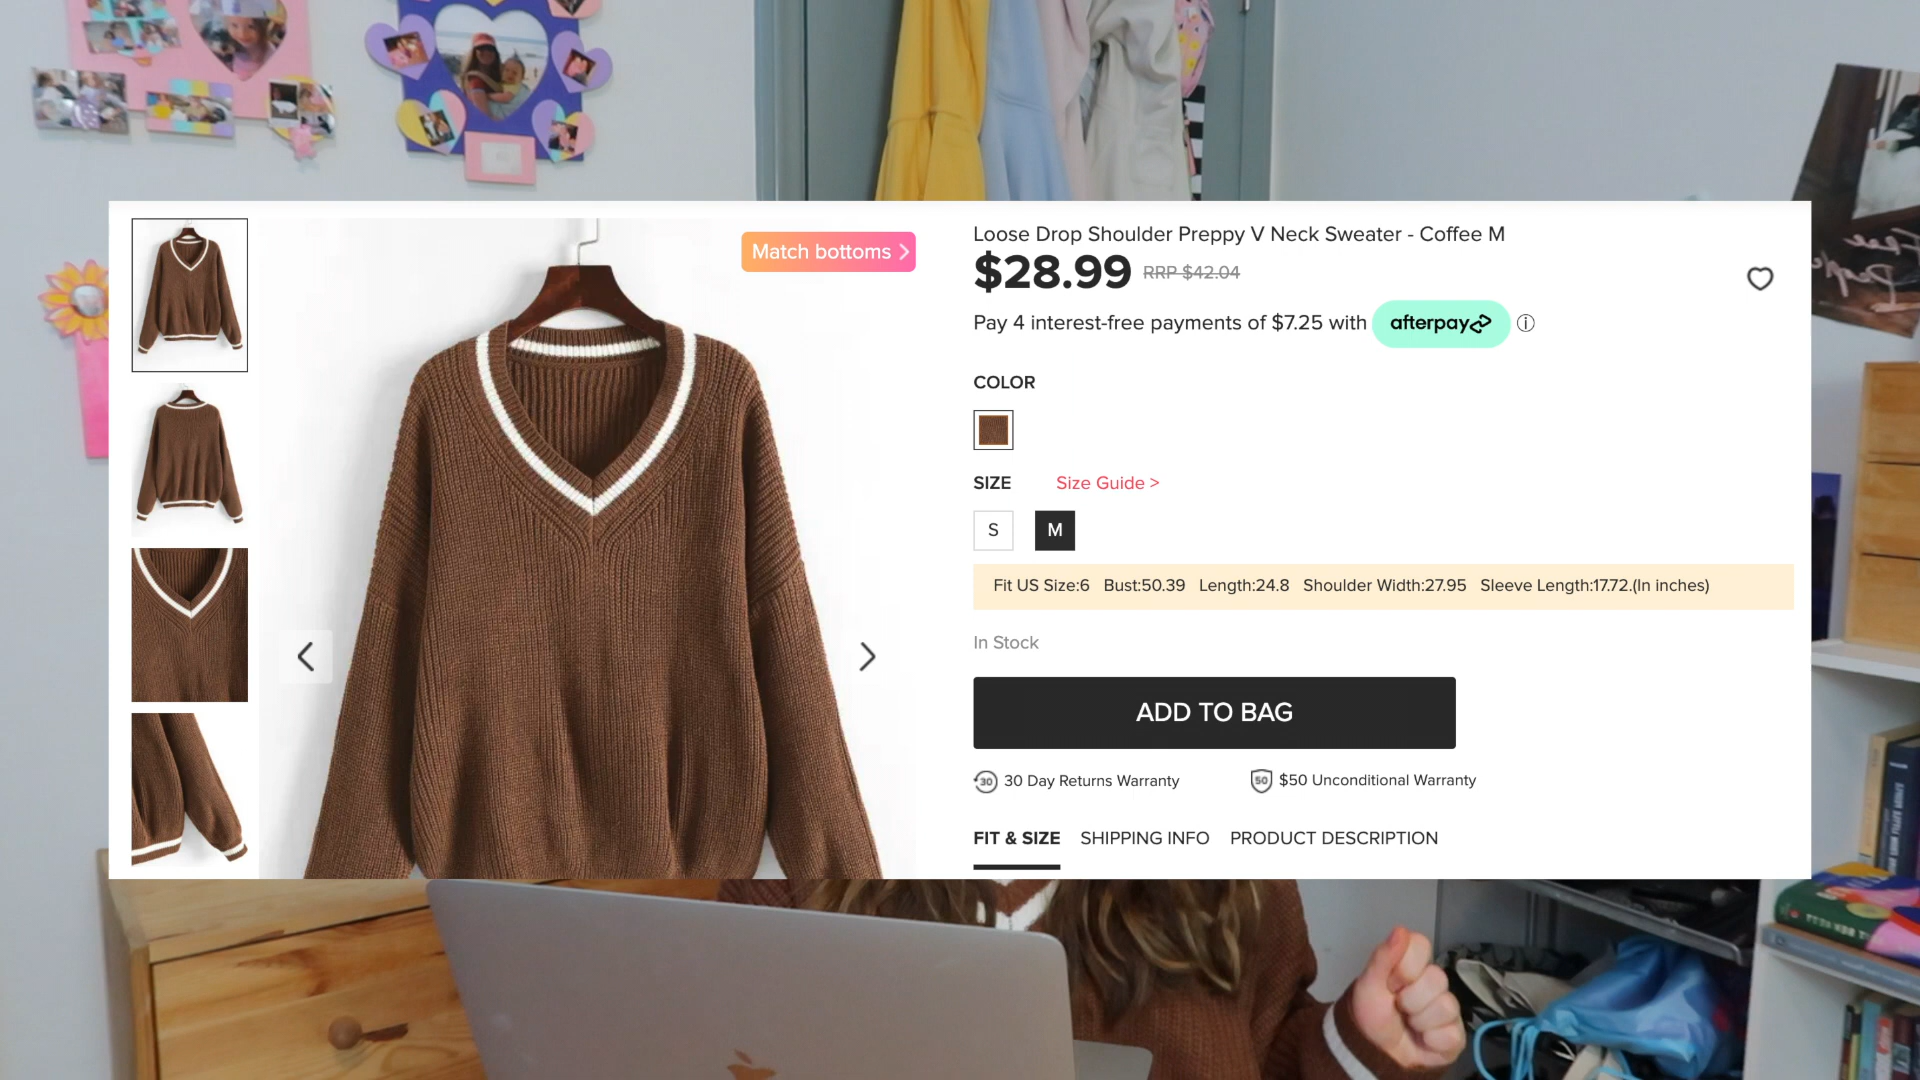 Match bottoms >
Loose Drop Shoulder Preppy V Neck Sweater - Coffee M
$28.99 RRP $42.04
Pay 4 interest-free payments of $7.25 with afterpay
COLOR
SIZE Size Guide >
S M
Fit US Size:6 Bust:50.39 Length:24.8 Shoulder Width:27.95 Sleeve Length:17.72.(In inches)
In Stock
ADD TO BAG
30 30 Day Returns Warranty 50 $50 Unconditional Warranty
FIT & SIZE SHIPPING INFO PRODUCT DESCRIPTION